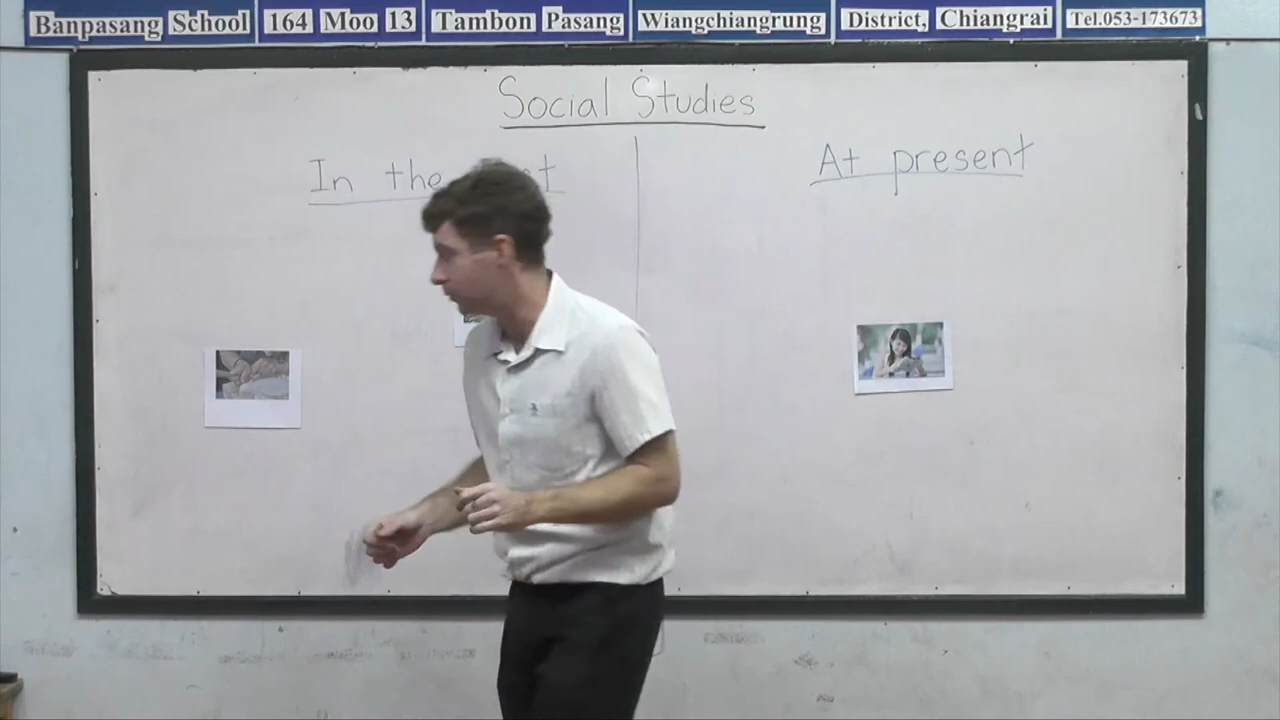 Banpasang School 164 Moo 13 Tambon Pasang Wiangchiangrung District, Chiangrai Tel.053-173673
Social Studies
In the
At present